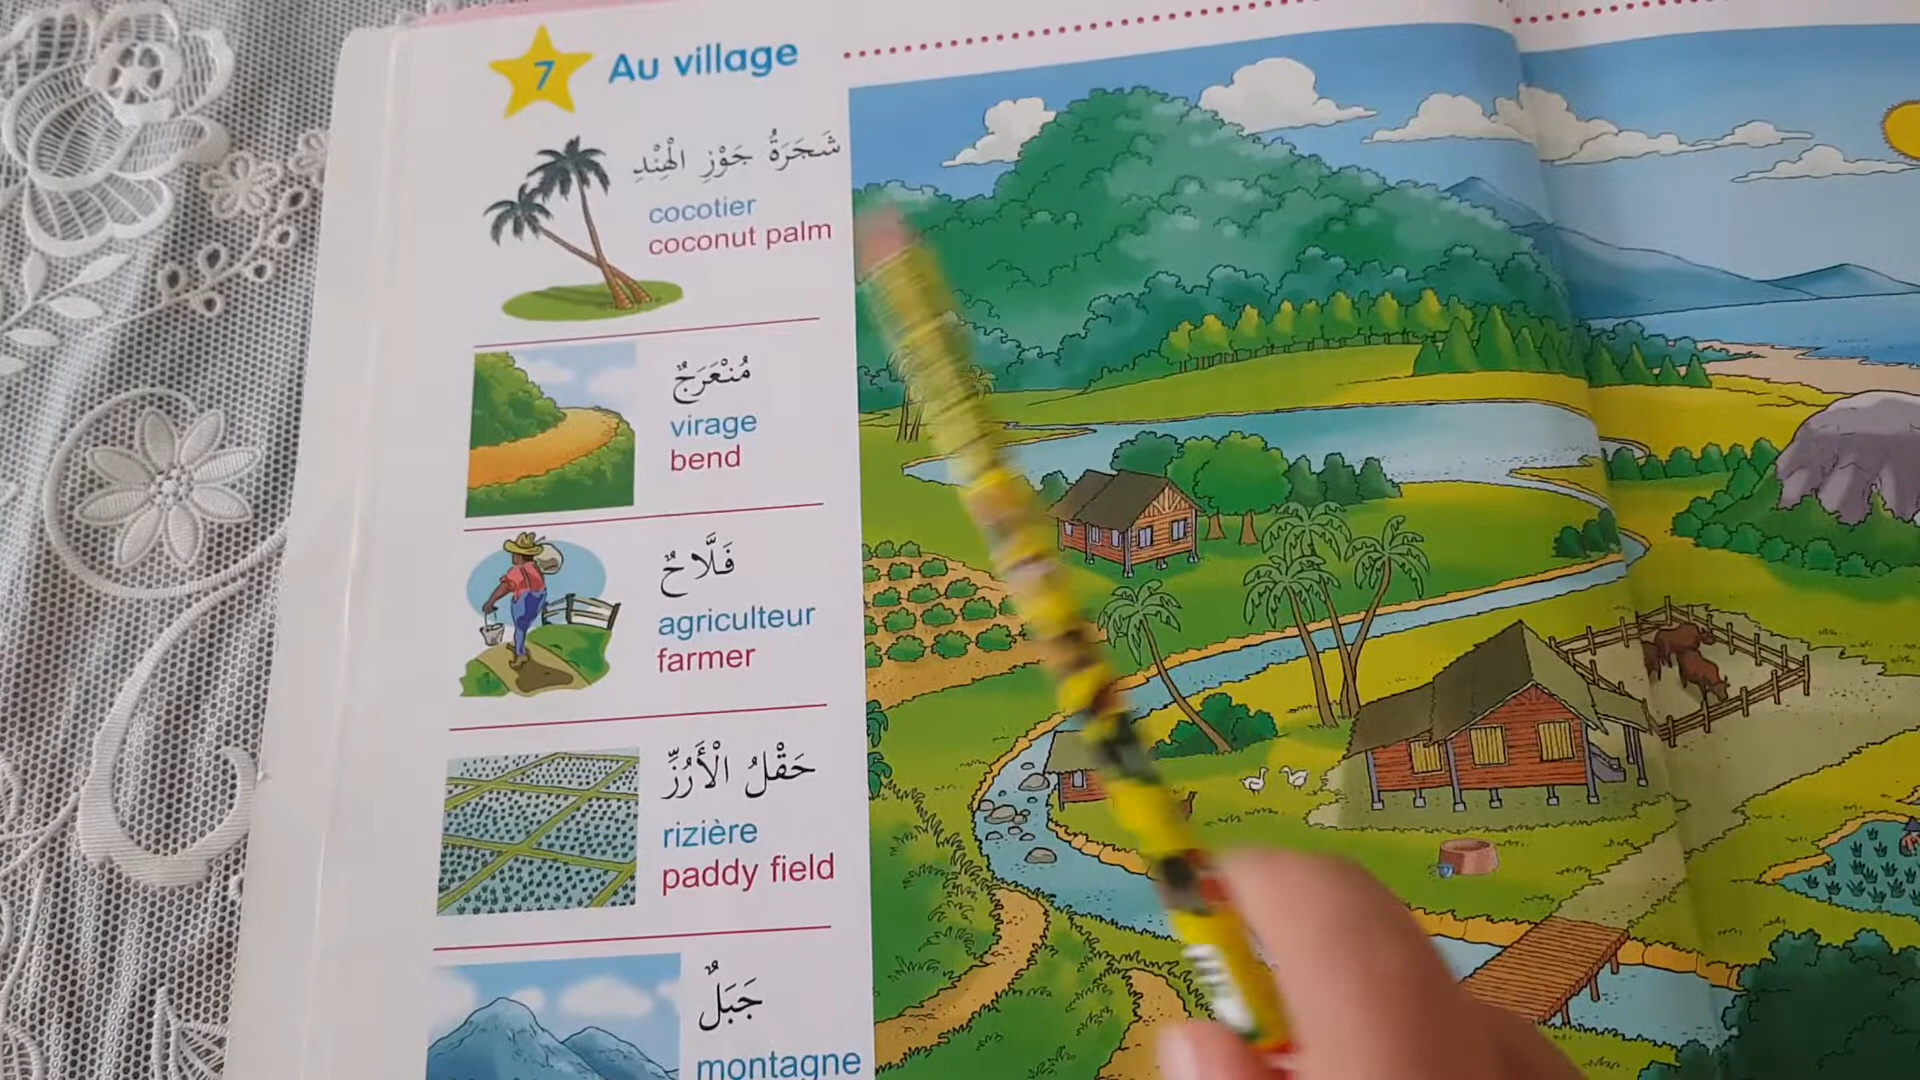 7 Au village
شَجَرَةُ جَوْزِ الْهِنْدِ
cocotier
coconut palm
مُنْعَرَجٌ
virage
bend
فَلَّاحٌ
agriculteur
farmer
حَقْلُ الْأَرُزِّ
rizière
paddy field
جَبَلٌ
montagne